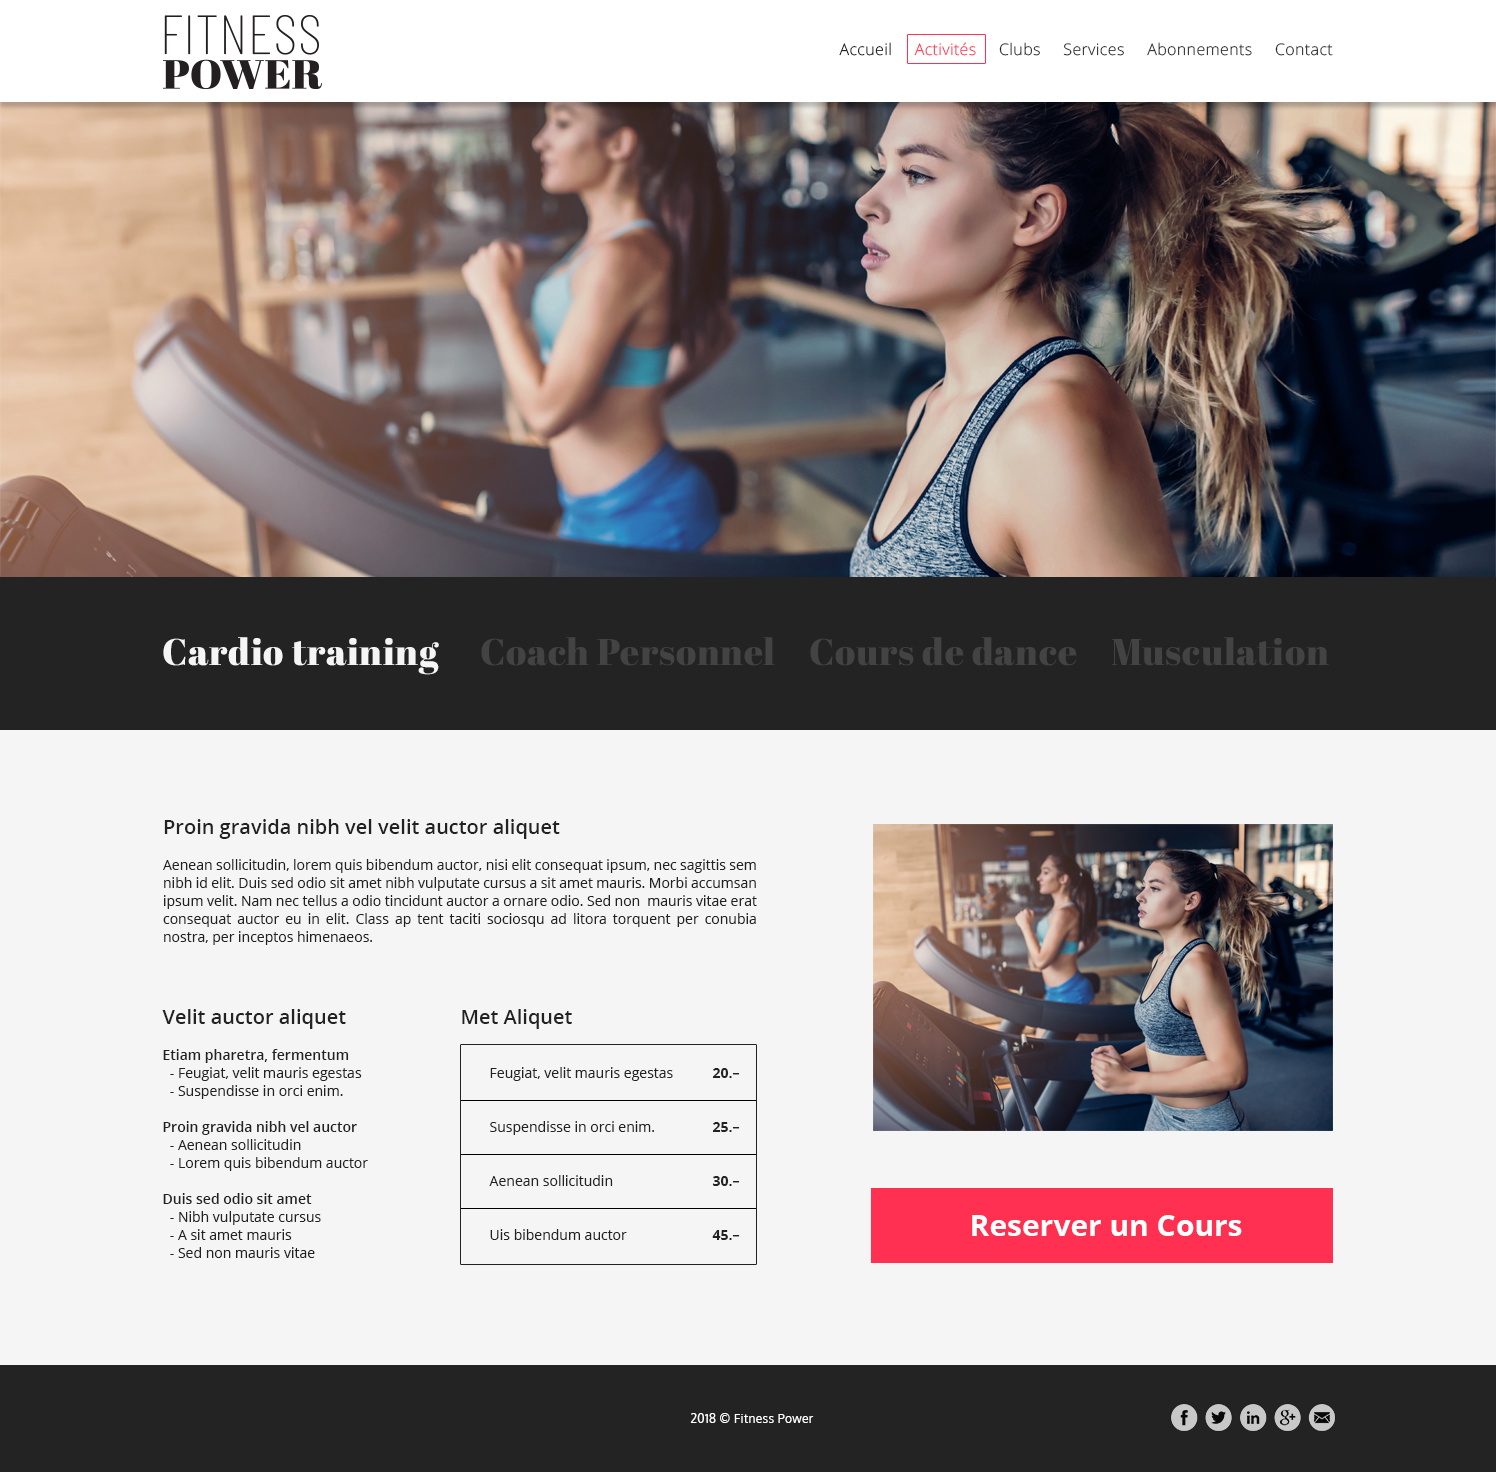 FITNESS
POWER
Accueil Activités Clubs Services Abonnements Contact
Cardio training Coach Personnel Cours de dance Musculation
Proin gravida nibh vel velit auctor aliquet
Aenean sollicitudin, lorem quis bibendum auctor, nisi elit consequat ipsum, nec sagittis sem
nibh id elit. Duis sed odio sit amet nibh vulputate cursus a sit amet mauris. Morbi accumsan
ipsum velit. Nam nec tellus a odio tincidunt auctor a ornare odio. Sed non mauris vitae erat
consequat auctor eu in elit. Class ap tent taciti sociosqu ad litora torquent per conubia
nostra, per inceptos himenaeos.
Velit auctor aliquet
Etiam pharetra, fermentum
- Feugiat, velit mauris egestas
- Suspendisse in orci enim.
Proin gravida nibh vel auctor
- Aenean sollicitudin
- Lorem quis bibendum auctor
Duis sed odio sit amet
- Nibh vulputate cursus
- A sit amet mauris
- Sed non mauris vitae
Met Aliquet
Feugiat, velit mauris egestas 20.–
Suspendisse in orci enim. 25.–
Aenean sollicitudin 30.–
Uis bibendum auctor 45.–
Reserver un Cours
2018 © Fitness Power
f in g+